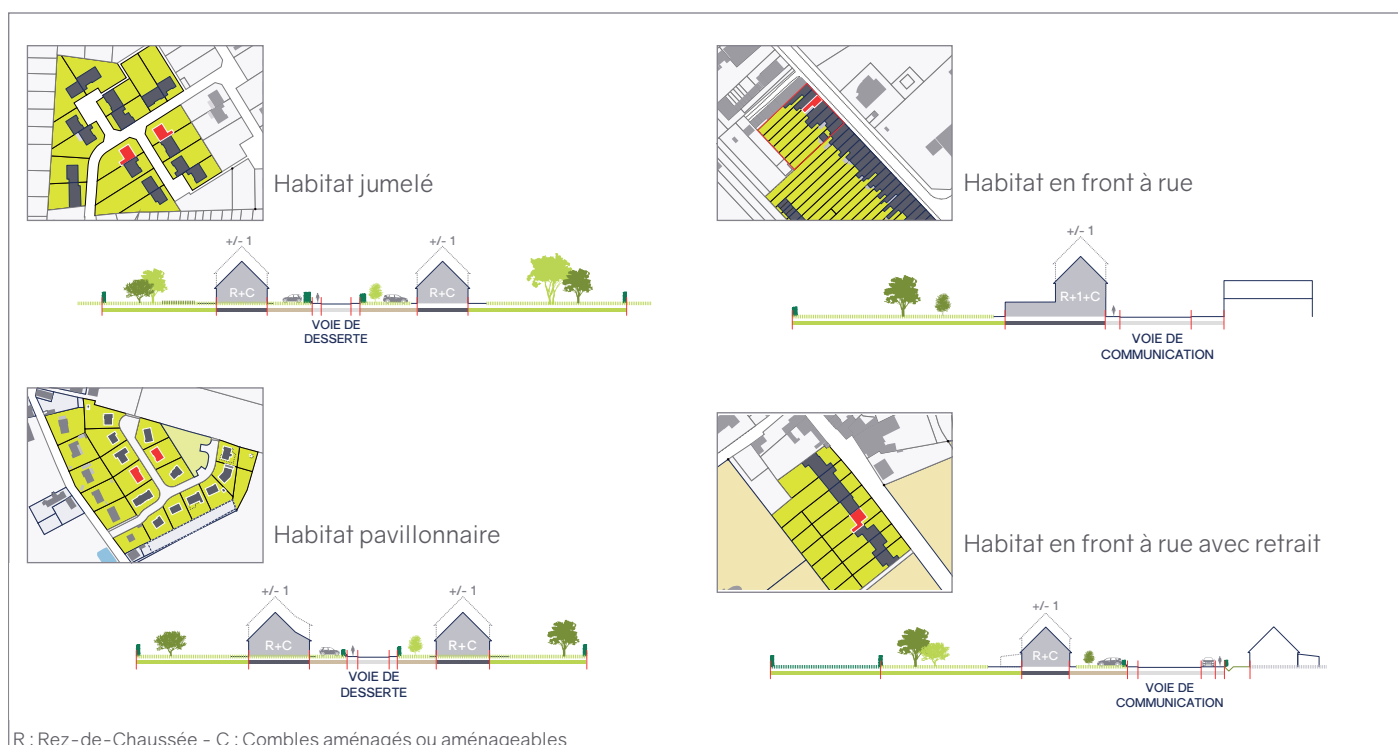 Habitat jumelé
+/- 1
+/- 1
R+C
R+C
VOIE DE
DESSERTE
Habitat en front à rue
+/- 1
R+1+C
VOIE DE
COMMUNICATION
Habitat pavillonnaire
+/- 1
+/- 1
R+C
R+C
VOIE DE
DESSERTE
Habitat en front à rue avec retrait
+/- 1
R+C
VOIE DE
COMMUNICATION
R : Rez-de-Chaussée - C : Combles aménagés ou aménageables